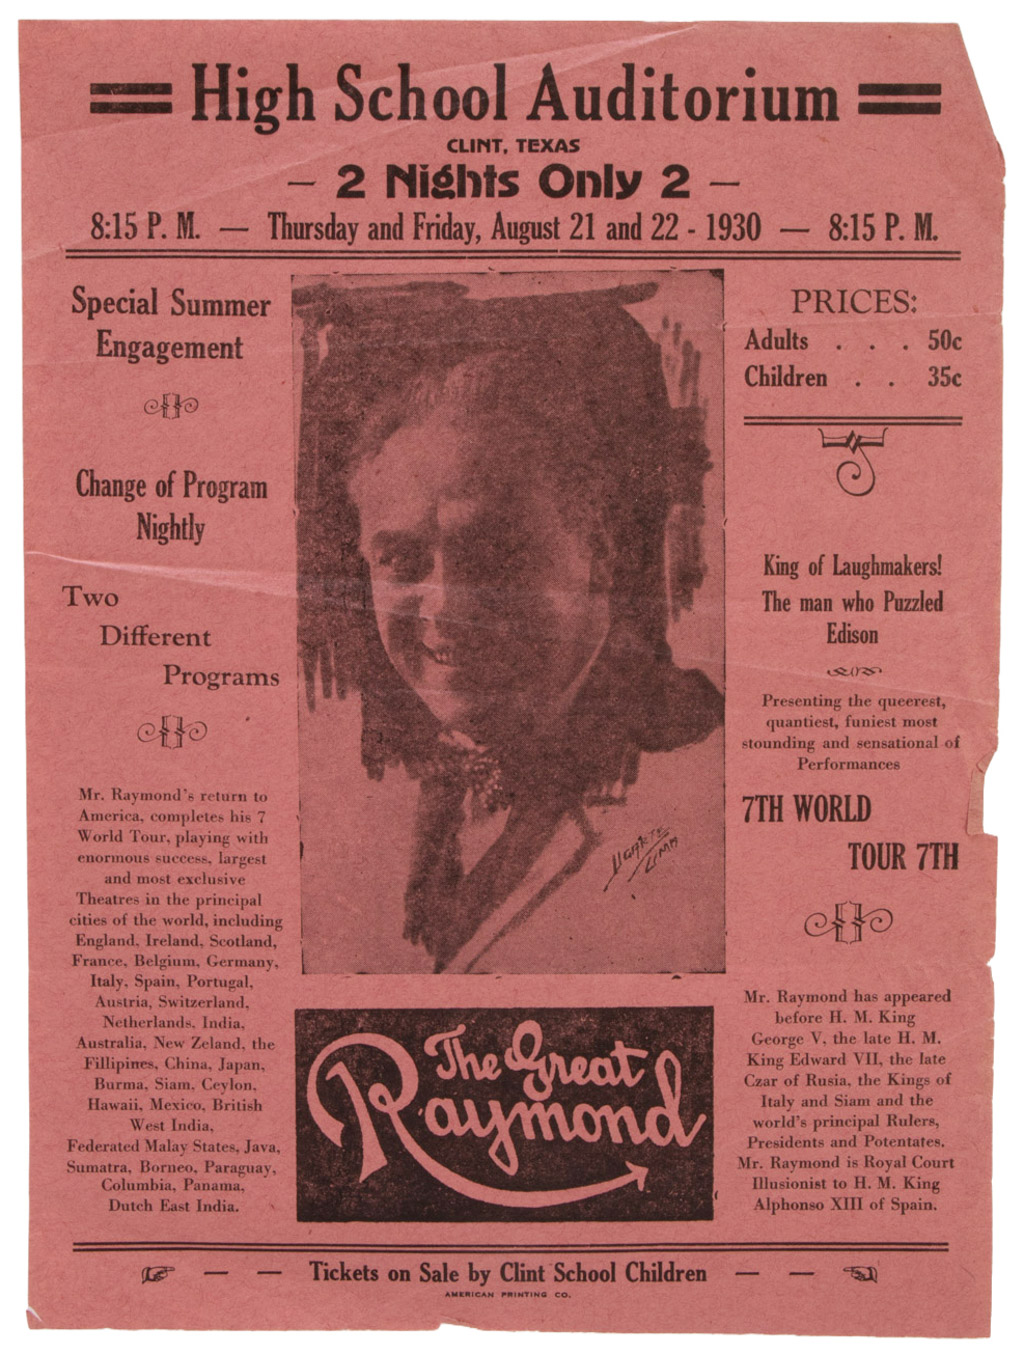 High School Auditorium
CLINT, TEXAS
— 2 Nights Only 2 —
8:15 P. M. — Thursday and Friday, August 21 and 22 - 1930 — 8:15 P. M.
Special Summer
Engagement
Change of Program
Nightly
Two
Different
Programs
Mr. Raymond's return to
America, completes his 7
World Tour, playing with
enormous success, largest
and most exclusive
Theatres in the principal
cities of the world, including
England, Ireland, Scotland,
France, Belgium, Germany,
Italy, Spain, Portugal,
Austria, Switzerland,
Netherlands, India,
Australia, New Zeland, the
Fillipines, China, Japan,
Burma, Siam, Ceylon,
Hawaii, Mexico, British
West India,
Federated Malay States, Java,
Sumatra, Borneo, Paraguay,
Columbia, Panama,
Dutch East India.
The Great
Raymond
PRICES:
Adults . . . 50c
Children . . 35c
King of Laughmakers!
The man who Puzzled
Edison
Presenting the queerest,
quantiest, funiest most
stounding and sensational of
Performances
7TH WORLD
TOUR 7TH
Mr. Raymond has appeared
before H. M. King
George V, the late H. M.
King Edward VII, the late
Czar of Rusia, the Kings of
Italy and Siam and the
world's principal Rulers,
Presidents and Potentates.
Mr. Raymond is Royal Court
Illusionist to H. M. King
Alphonso XIII of Spain.
— — Tickets on Sale by Clint School Children — —
AMERICAN PRINTING CO.